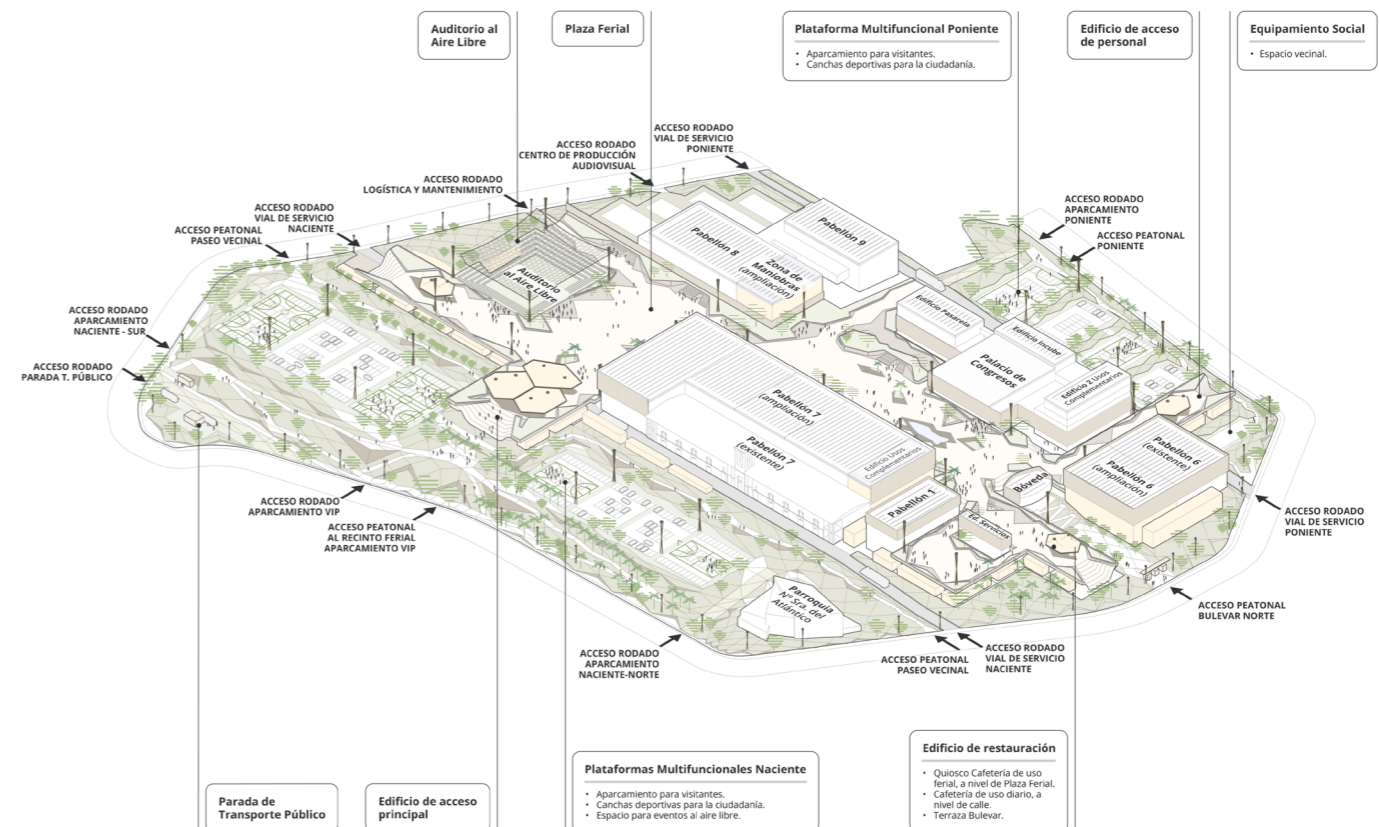 Auditorio al
Aire Libre
Plaza Ferial
Plataforma Multifuncional Poniente
• Aparcamiento para visitantes.
• Canchas deportivas para la ciudadanía.
Edificio de acceso
de personal
Equipamiento Social
• Espacio vecinal.
ACCESO RODADO
VIAL DE SERVICIO
PONIENTE
ACCESO RODADO
CENTRO DE PRODUCCIÓN
AUDIOVISUAL
ACCESO RODADO
LOGÍSTICA Y MANTENIMIENTO
ACCESO RODADO
VIAL DE SERVICIO
NACIENTE
ACCESO PEATONAL
PASEO VECINAL
ACCESO RODADO
APARCAMIENTO
PONIENTE
ACCESO PEATONAL
PONIENTE
Pabellón 9
Pabellón 8
Zona de
Maniobras
(ampliación)
Auditorio
al Aire Libre
ACCESO RODADO
APARCAMIENTO
NACIENTE - SUR
ACCESO RODADO
PARADA T. PÚBLICO
Edificio Pasarela
Edificio Incube
Palacio de
Congresos
Edificio 2 Usos
Complementarios
Pabellón 7
(ampliación)
Pabellón 7
(existente)
Edificio Usos
Complementarios
Pabellón 6
(existente)
Pabellón 6
(ampliación)
Bóveda
Pabellón 1
Ed. Servicios
ACCESO RODADO
APARCAMIENTO VIP
ACCESO PEATONAL
AL RECINTO FERIAL
APARCAMIENTO VIP
ACCESO RODADO
VIAL DE SERVICIO
PONIENTE
Parroquia
Nº Sra. del
Atlántico
ACCESO PEATONAL
BULEVAR NORTE
ACCESO RODADO
APARCAMIENTO
NACIENTE-NORTE
ACCESO PEATONAL
PASEO VECINAL
ACCESO RODADO
VIAL DE SERVICIO
NACIENTE
Parada de
Transporte Público
Edificio de acceso
principal
Plataformas Multifuncionales Naciente
• Aparcamiento para visitantes.
• Canchas deportivas para la ciudadanía.
• Espacio para eventos al aire libre.
Edificio de restauración
• Quiosco Cafetería de uso
ferial, a nivel de Plaza Ferial.
• Cafetería de uso diario, a
nivel de calle.
• Terraza Bulevar.